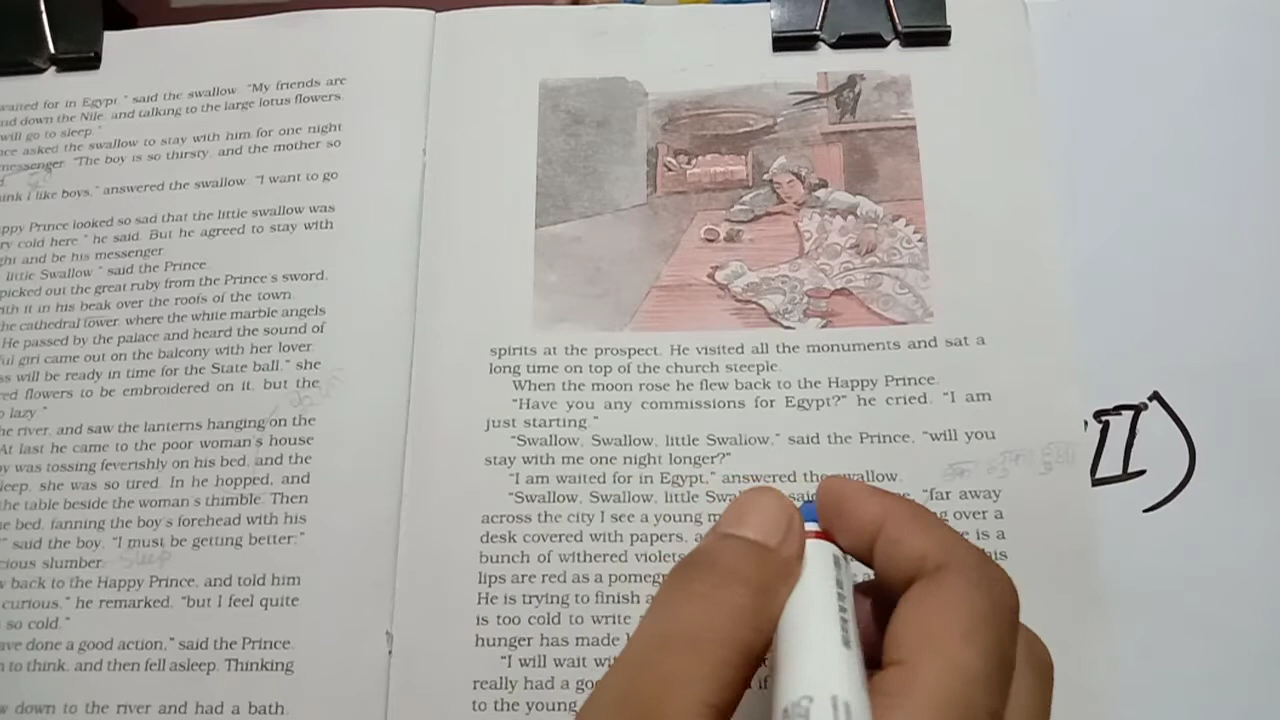 waited for in Egypt," said the swallow. "My friends are
nd down the Nile, and talking to the large lotus flowers.
will go to sleep."
nce asked the swallow to stay with him for one night
messenger. "The boy is so thirsty, and the mother so
ink I like boys," answered the swallow. "I want to go
appy Prince looked so sad that the little swallow was
ry cold here" he said. But he agreed to stay with
ght and be his messenger.
little Swallow" said the Prince.
picked out the great ruby from the Prince's sword,
ith it in his beak over the roofs of the town.
he cathedral tower, where the white marble angels
He passed by the palace and heard the sound of
ful girl came out on the balcony with her lover.
ss will be ready in time for the State ball," she
red flowers to be embroidered on it, but the
o lazy."
he river, and saw the lanterns hanging on the
At last he came to the poor woman's house
oy was tossing feverishly on his bed, and the
leep, she was so tired. In he hopped, and
the table beside the woman's thimble. Then
he bed, fanning the boy's forehead with his
" said the boy, "I must be getting better;"
cious slumber.
sleep
w back to the Happy Prince, and told him
curious," he remarked, "but I feel quite
so cold."
ave done a good action," said the Prince.
n to think, and then fell asleep. Thinking
w down to the river and had a bath.
spirits at the prospect. He visited all the monuments and sat a
long time on top of the church steeple.
When the moon rose he flew back to the Happy Prince.
"Have you any commissions for Egypt?" he cried. "I am
just starting."
"Swallow, Swallow, little Swallow," said the Prince, "will you
stay with me one night longer?"
"I am waited for in Egypt," answered the swallow.
"Swallow, Swallow, little Swal said "far away
across the city I see a young m over a
desk covered with papers, a is a
bunch of withered violets
lips are red as a pomeg
He is trying to finish a
is too cold to write
hunger has made
"I will wait wi
really had a go if
to the young
II)